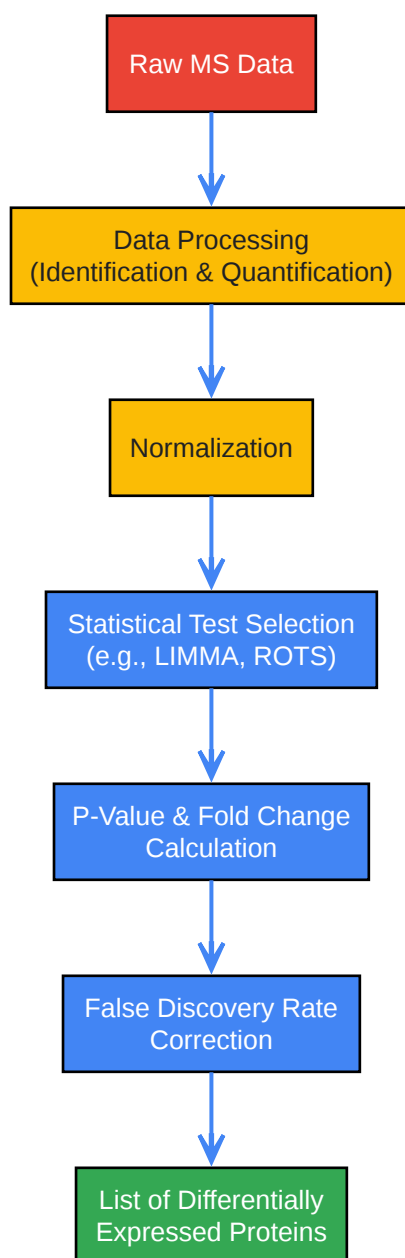 Raw MS Data
Data Processing
(Identification & Quantification)
Normalization
Statistical Test Selection
(e.g., LIMMA, ROTS)
P-Value & Fold Change
Calculation
False Discovery Rate
Correction
List of Differentially
Expressed Proteins